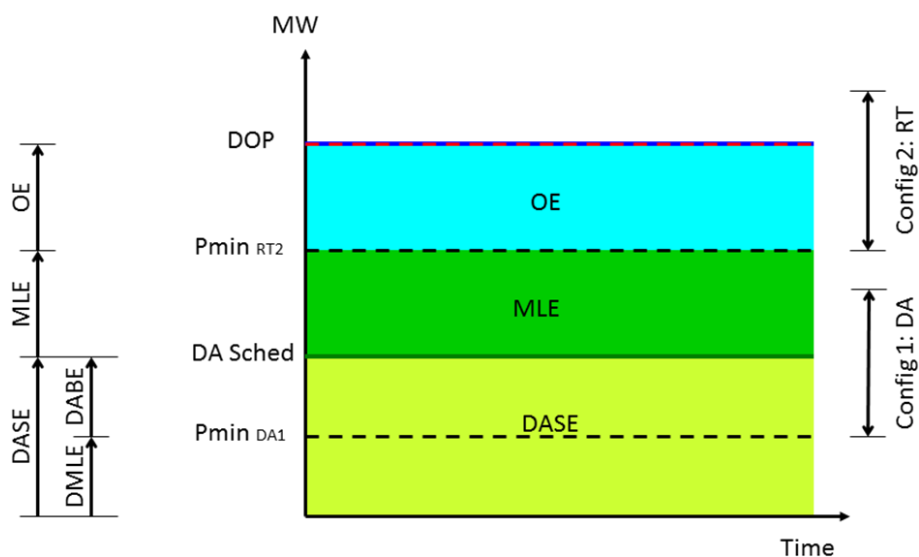 MW
DOP
OE
OE
Config 2: RT
Pmin RT2
MLE
MLE
Config 1: DA
DA Sched
DASE
DABE
DASE
Pmin DA1
DMLE
Time